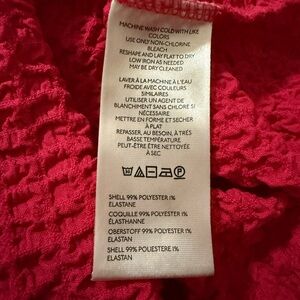 MACHINE WASH COLD WITH LIKE
COLORS
USE ONLY NON-CHLORINE
BLEACH
RESHAPE AND LAY FLAT TO DRY
LOW IRON AS NEEDED
MAY BE DRY CLEANED
LAVER À LA MACHINE À L'EAU
FROIDE AVEC COULEURS
SIMILAIRES
UTILISER UN AGENT DE
BLANCHIMENT SANS CHLORE SI
NÉCESSAIRE
METTRE EN FORME ET SECHER
À PLAT
REPASSER, AU BESOIN, À TRÈS
BASSE TEMPÉRATURE
PEUT-ÊTRE ÊTRE NETTOYÉE
À SEC
SHELL 99% POLYESTER 1%
ELASTANE
COQUILLE 99% POLYESTER 1%
ÉLASTHANNE
OBERSTOFF 99% POLYESTER 1%
ELASTAN
SHELL 99% POLIESTERE 1%
ELASTAN